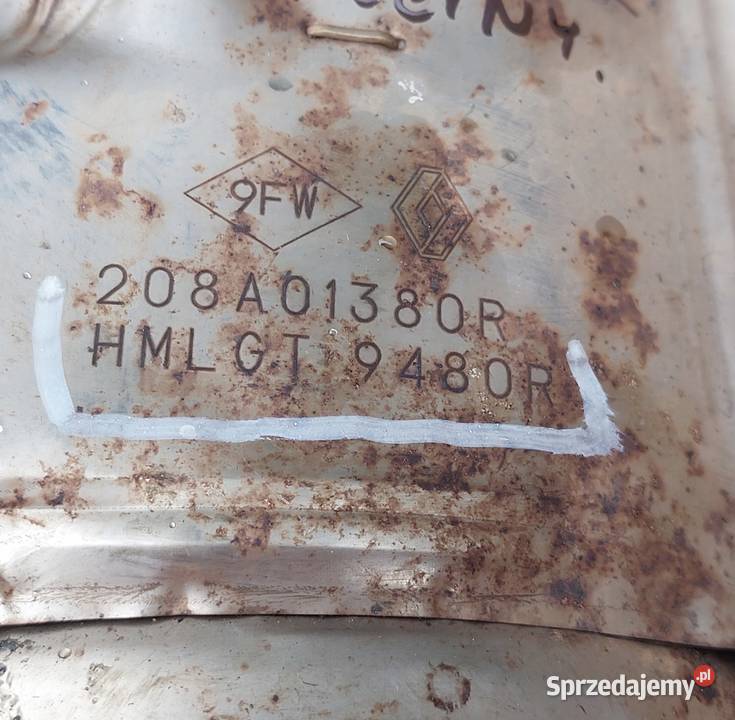 9FW
208A01380R
HMLGT 9480R
Sprzedajemy.pl